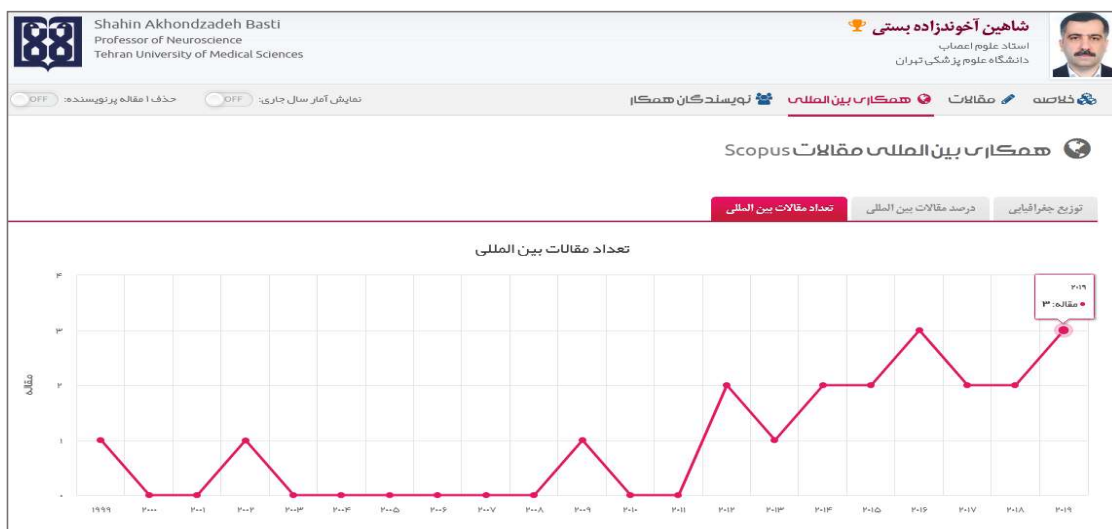 Shahin Akhondzadeh Basti
Professor of Neuroscience
Tehran University of Medical Sciences
شاهین آخوندزاده بستی
استاد علوم اعصاب
دانشگاه علوم پزشکی تهران
خلاصه
مقالات
همکاری بین المللی
نویسندگان همکار
نمایش آمار سال جاری: OFF
حذف ۱ مقاله پر نویسنده: OFF
همکاری بین المللی مقالات Scopus
توزیع جغرافیایی
درصد مقالات بین المللی
تعداد مقالات بین المللی
تعداد مقالات بین المللی
۲۰۱۹
مقاله: ۳
مقاله
۴
۳
۲
۱
۰
۱۹۹۹ ۲۰۰۰ ۲۰۰۱ ۲۰۰۲ ۲۰۰۳ ۲۰۰۴ ۲۰۰۵ ۲۰۰۶ ۲۰۰۷ ۲۰۰۸ ۲۰۰۹ ۲۰۱۰ ۲۰۱۱ ۲۰۱۲ ۲۰۱۳ ۲۰۱۴ ۲۰۱۵ ۲۰۱۶ ۲۰۱۷ ۲۰۱۸ ۲۰۱۹